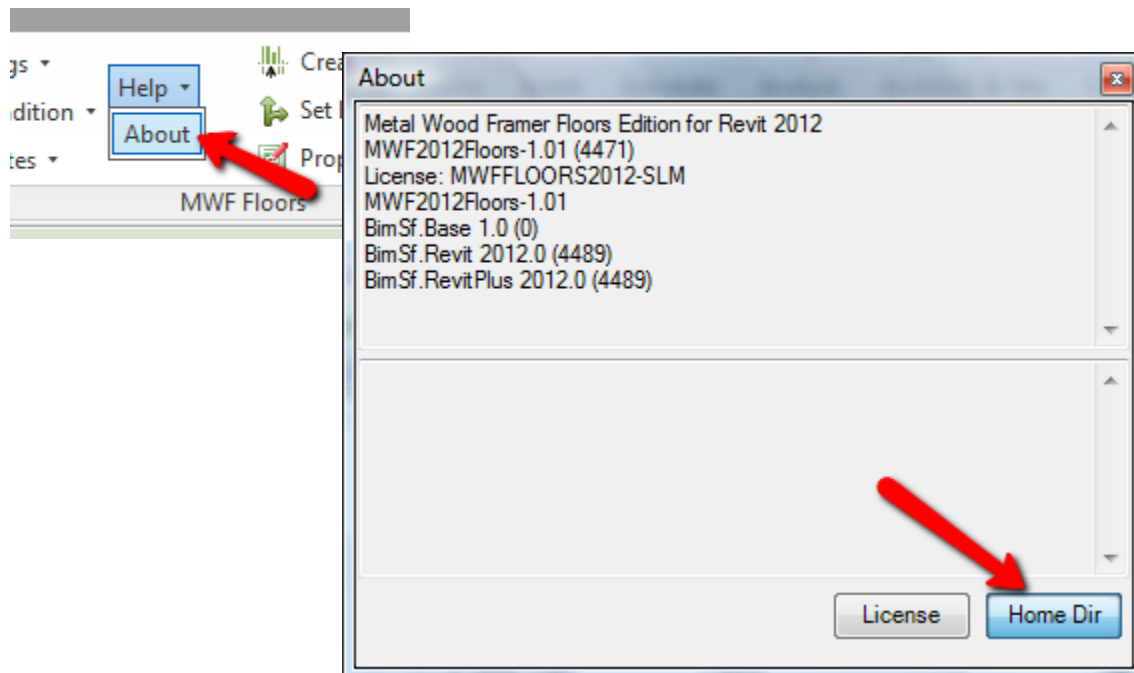 Help
About
MWF Floors
Set
About
Metal Wood Framer Floors Edition for Revit 2012
MWF2012Floors-1.01 (4471)
License: MWFFLOORS2012-SLM
MWF2012Floors-1.01
BimSf.Base 1.0 (0)
BimSf.Revit 2012.0 (4489)
BimSf.RevitPlus 2012.0 (4489)
License
Home Dir